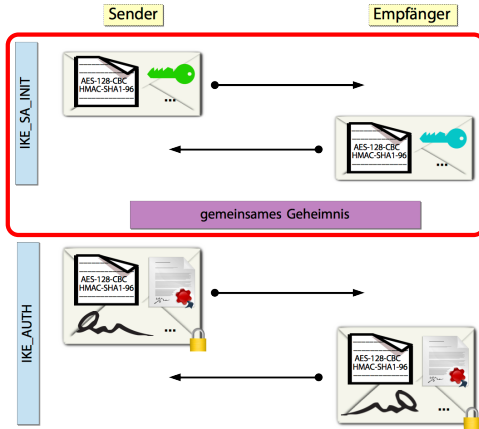 Sender
Empfänger
IKE_SA_INIT
AES-128-CBC
HMAC-SHA1-96
...
AES-128-CBC
HMAC-SHA1-96
...
gemeinsames Geheimnis
IKE_AUTH
AES-128-CBC
HMAC-SHA1-96
...
AES-128-CBC
HMAC-SHA1-96
...